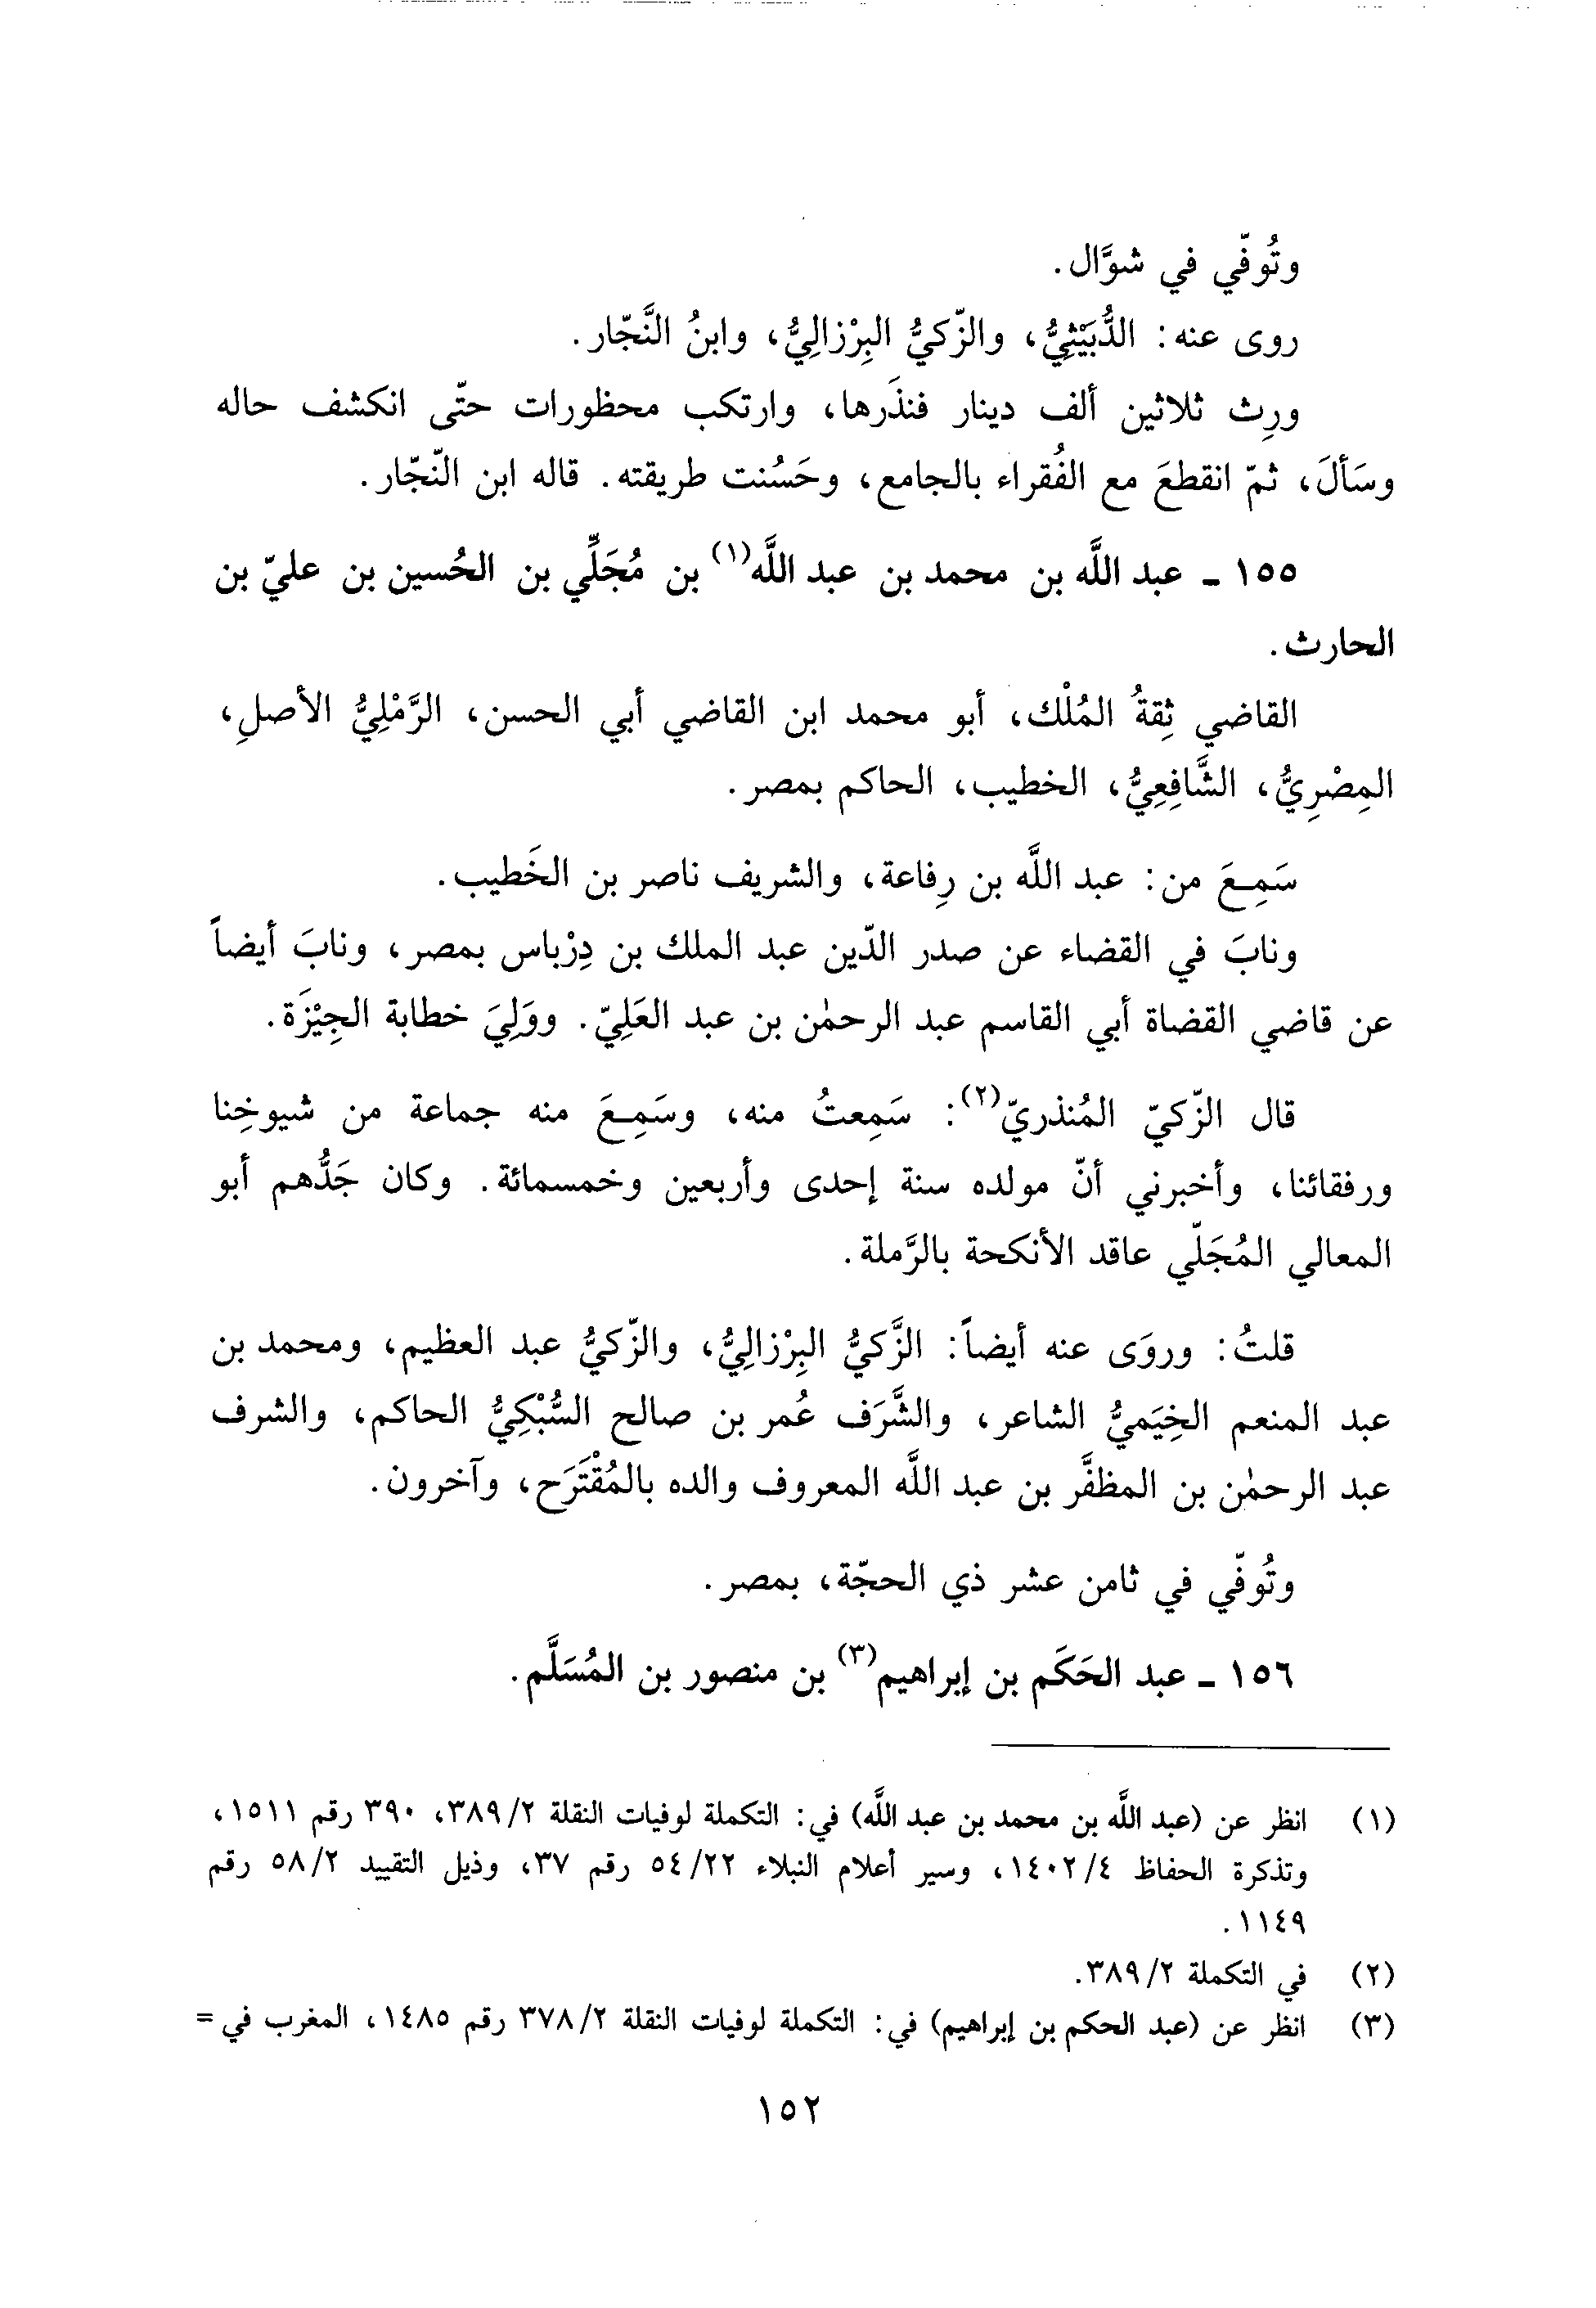 وتُوفّي في شوَّال.
روى عنه: الدُّبَيْثِيُّ، والزّكيُّ البِرْزالِيُّ، وابنُ النَّجّار.
ورِث ثلاثين ألف دينار فنذَرها، وارتكب محظورات حتّى انكشف حاله
وسَألَ، ثمّ انقطعَ مع الفُقراء بالجامع، وحَسُنت طريقته. قاله ابن النّجّار.
١٥٥ ـ عبد اللَّه بن محمد بن عبد اللَّه(١) بن مُجَلِّي بن الحُسين بن عليّ بن
الحارث.
القاضي ثِقةُ المُلْك، أبو محمد ابن القاضي أبي الحسن، الرَّمْلِيُّ الأصلِ،
المِصْرِيُّ، الشَّافِعِيُّ، الخطيب، الحاكم بمصر.
سَمِعَ من: عبد اللَّه بن رِفاعة، والشريف ناصر بن الخَطيب.
ونابَ في القضاء عن صدر الدّين عبد الملك بن دِرْباس بمصر، ونابَ أيضاً
عن قاضي القضاة أبي القاسم عبد الرحمٰن بن عبد العَلِيّ. ووَلِيَ خطابة الجِيْزَة.
قال الزّكيّ المُنذريّ(٢): سَمِعتُ منه، وسَمِعَ منه جماعة من شيوخِنا
ورفقائنا، وأخبرني أنّ مولده سنة إحدى وأربعين وخمسمائة. وكان جَدُّهم أبو
المعالي المُجَلّي عاقد الأنكحة بالرَّملة.
قلتُ: وروَى عنه أيضاً: الزَّكيُّ البِرْزالِيُّ، والزّكيُّ عبد العظيم، ومحمد بن
عبد المنعم الخِيَميُّ الشاعر، والشَّرَف عُمر بن صالح السُّبْكِيُّ الحاكم، والشرف
عبد الرحمٰن بن المظفَّر بن عبد اللَّه المعروف والده بالمُقْتَرَح، وآخرون.
وتُوفّي في ثامن عشر ذي الحجّة، بمصر.
١٥٦ ـ عبد الحَكَم بن إبراهيم(٣) بن منصور بن المُسَلَّم.
(١) انظر عن (عبد اللَّه بن محمد بن عبد اللَّه) في: التكملة لوفيات النقلة ٣٨٩/٢، ٣٩٠ رقم ١٥١١،
وتذكرة الحفاظ ١٤٠٢/٤، وسير أعلام النبلاء ٥٤/٢٢ رقم ٣٧، وذيل التقييد ٥٨/٢ رقم
١١٤٩.
(٢) في التكملة ٣٨٩/٢.
(٣) انظر عن (عبد الحكم بن إبراهيم) في: التكملة لوفيات النقلة ٣٧٨/٢ رقم ١٤٨٥، المغرب في =
١٥٢